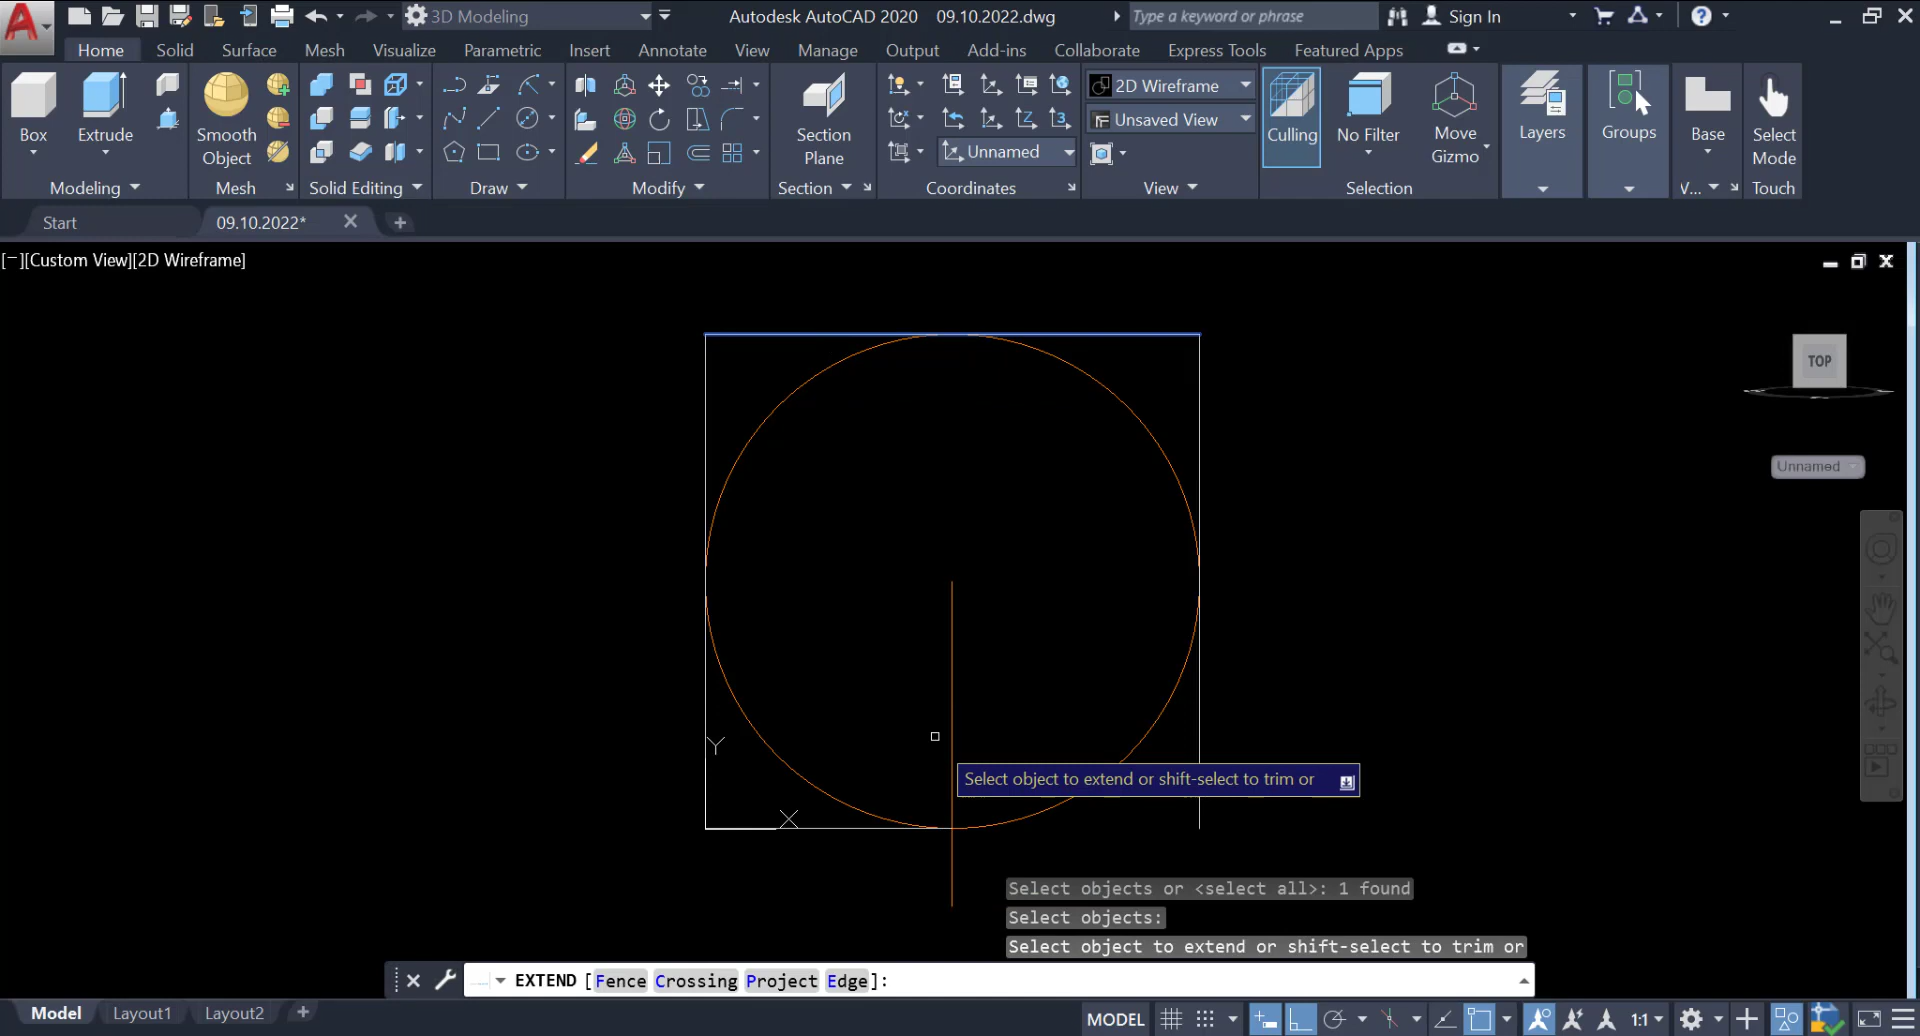 3D Modeling
Autodesk AutoCAD 2020 09.10.2022.dwg
Type a keyword or phrase
Sign In
Home Solid Surface Mesh Visualize Parametric Insert Annotate View Manage Output Add-ins Collaborate Express Tools Featured Apps
Box
Extrude
Smooth
Object
Section
Plane
2D Wireframe
Unsaved View
Unnamed
Culling
No Filter
Move
Gizmo
Layers
Groups
Base
Select
Mode
Modeling Mesh Solid Editing Draw Modify Section Coordinates View Selection V... Touch
Start
09.10.2022*
[−][Custom View][2D Wireframe]
TOP
Unnamed
Y
X
Select object to extend or shift-select to trim or
Select objects or <select all>: 1 found
Select objects:
Select object to extend or shift-select to trim or
EXTEND [Fence Crossing Project Edge]:
Model Layout1 Layout2
MODEL
1:1